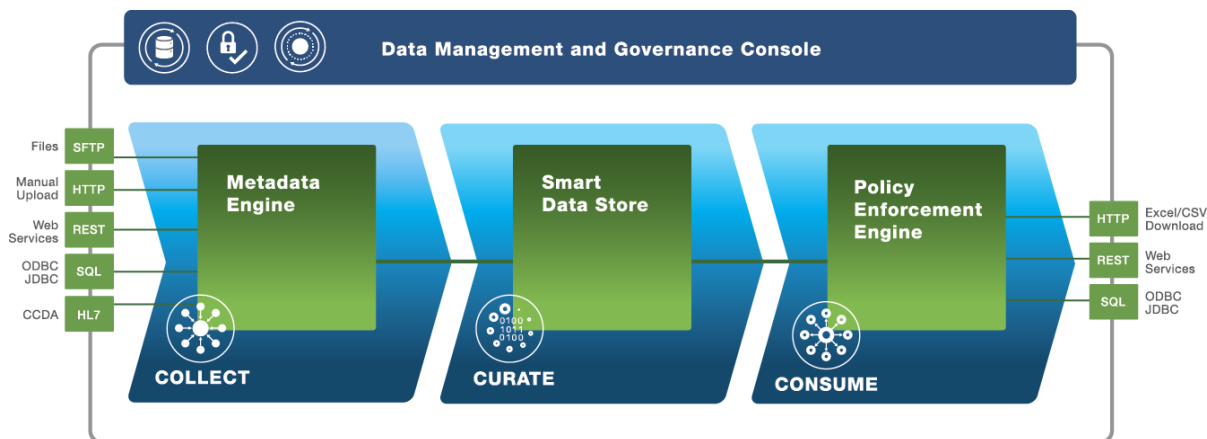 Data Management and Governance Console
Files
SFTP
Manual
Upload
HTTP
Web
Services
REST
ODBC
JDBC
SQL
CCDA
HL7
Metadata
Engine
COLLECT
Smart
Data Store
0100
1011
0100
CURATE
Policy
Enforcement
Engine
CONSUME
HTTP
Excel/CSV
Download
REST
Web
Services
SQL
ODBC
JDBC